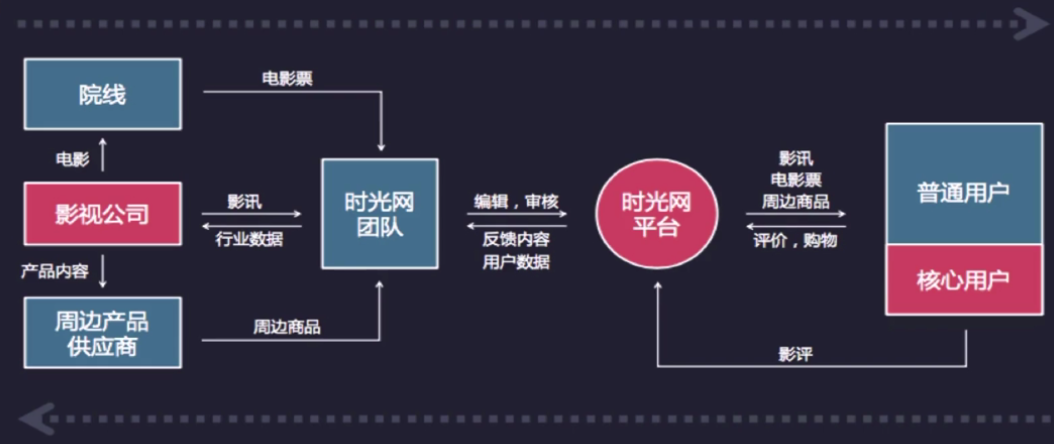 电影票
院线
电影
影视公司
影讯
行业数据
产品内容
周边产品
供应商
周边商品
时光网
团队
编辑，审核
反馈内容
用户数据
时光网
平台
影讯
电影票
周边商品
评价，购物
普通用户
核心用户
影评